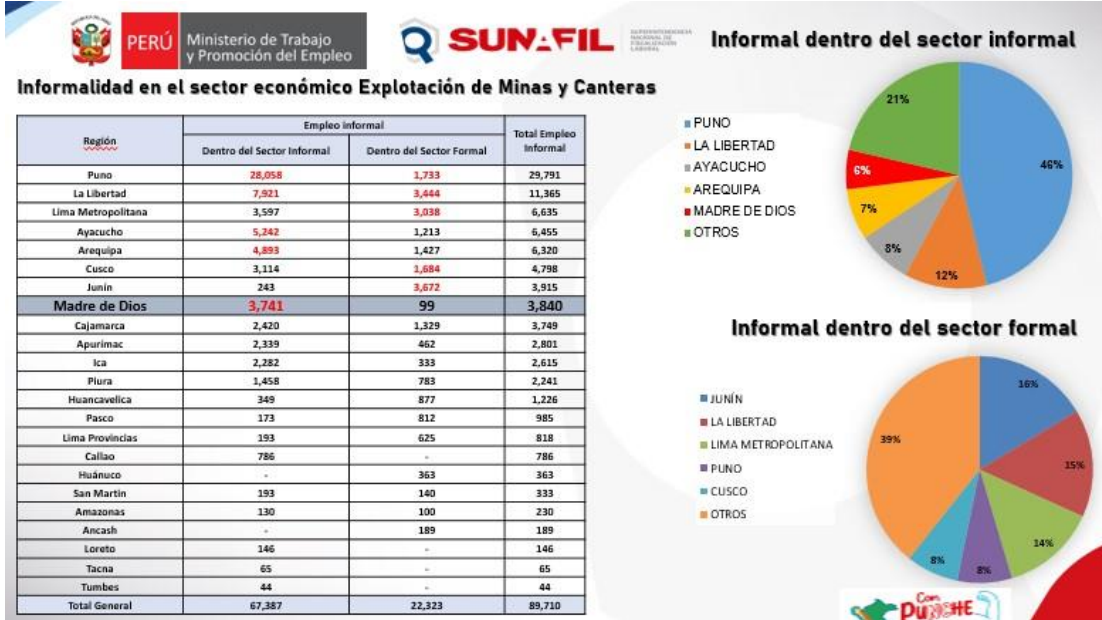 PERÚ
Ministerio de Trabajo
y Promoción del Empleo
SUNAFIL
SUPERINTENDENCIA
NACIONAL DE
FISCALIZACIÓN
LABORAL
Informalidad en el sector económico Explotación de Minas y Canteras
Región | Empleo Informal | Total Empleo Informal
Dentro del Sector Informal | Dentro del Sector Formal
Puno 28,058 1,733 29,791
La Libertad 7,921 3,444 11,365
Lima Metropolitana 3,597 3,038 6,635
Ayacucho 5,242 1,213 6,455
Arequipa 4,893 1,427 6,320
Cusco 3,114 1,684 4,798
Junín 243 3,672 3,915
Madre de Dios 3,741 99 3,840
Cajamarca 2,420 1,329 3,749
Apurímac 2,339 462 2,801
Ica 2,282 333 2,615
Piura 1,458 783 2,241
Huancavelica 349 877 1,226
Pasco 173 812 985
Lima Provincias 193 625 818
Callao 786 - 786
Huánuco - 363 363
San Martin 193 140 333
Amazonas 130 100 230
Ancash - 189 189
Loreto 146 - 146
Tacna 65 - 65
Tumbes 44 - 44
Total General 67,387 22,323 89,710
Informal dentro del sector informal
PUNO
LA LIBERTAD
AYACUCHO
AREQUIPA
MADRE DE DIOS
OTROS
21%
46%
6%
7%
8%
12%
Informal dentro del sector formal
JUNÍN
LA LIBERTAD
LIMA METROPOLITANA
PUNO
CUSCO
OTROS
16%
39%
15%
14%
8%
8%
Con
PUNCHE